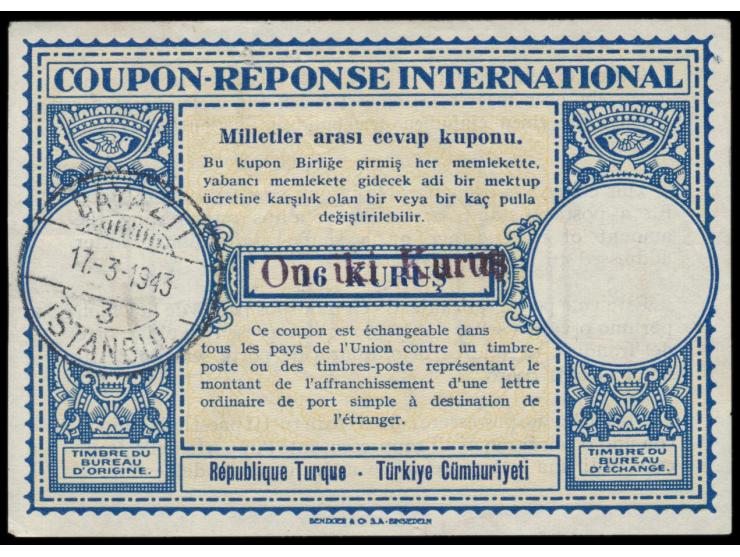 COUPON-REPONSE INTERNATIONAL
Milletler arası cevap kuponu.
Bu kupon Birliğe girmiş her memlekette,
yabancı memlekete gidecek adi bir mektup
ücretine karşılık olan bir veya bir kaç pulla
değiştirilebilir.
BAYAZIT
17.-3-1943
3
İSTANBUL
On iki Kuruş
16 KURUŞ
Ce coupon est échangeable dans
tous les pays de l'Union contre un timbre-
poste ou des timbres-poste représentant le
montant de l'affranchissement d'une lettre
ordinaire de port simple à destination de
l'étranger.
TIMBRE DU
BUREAU
D'ORIGINE.
TIMBRE DU
BUREAU
D'ÉCHANGE.
République Turque - Türkiye Cümhuriyeti
BENZIGER & Co S.A. - EINSIEDELN